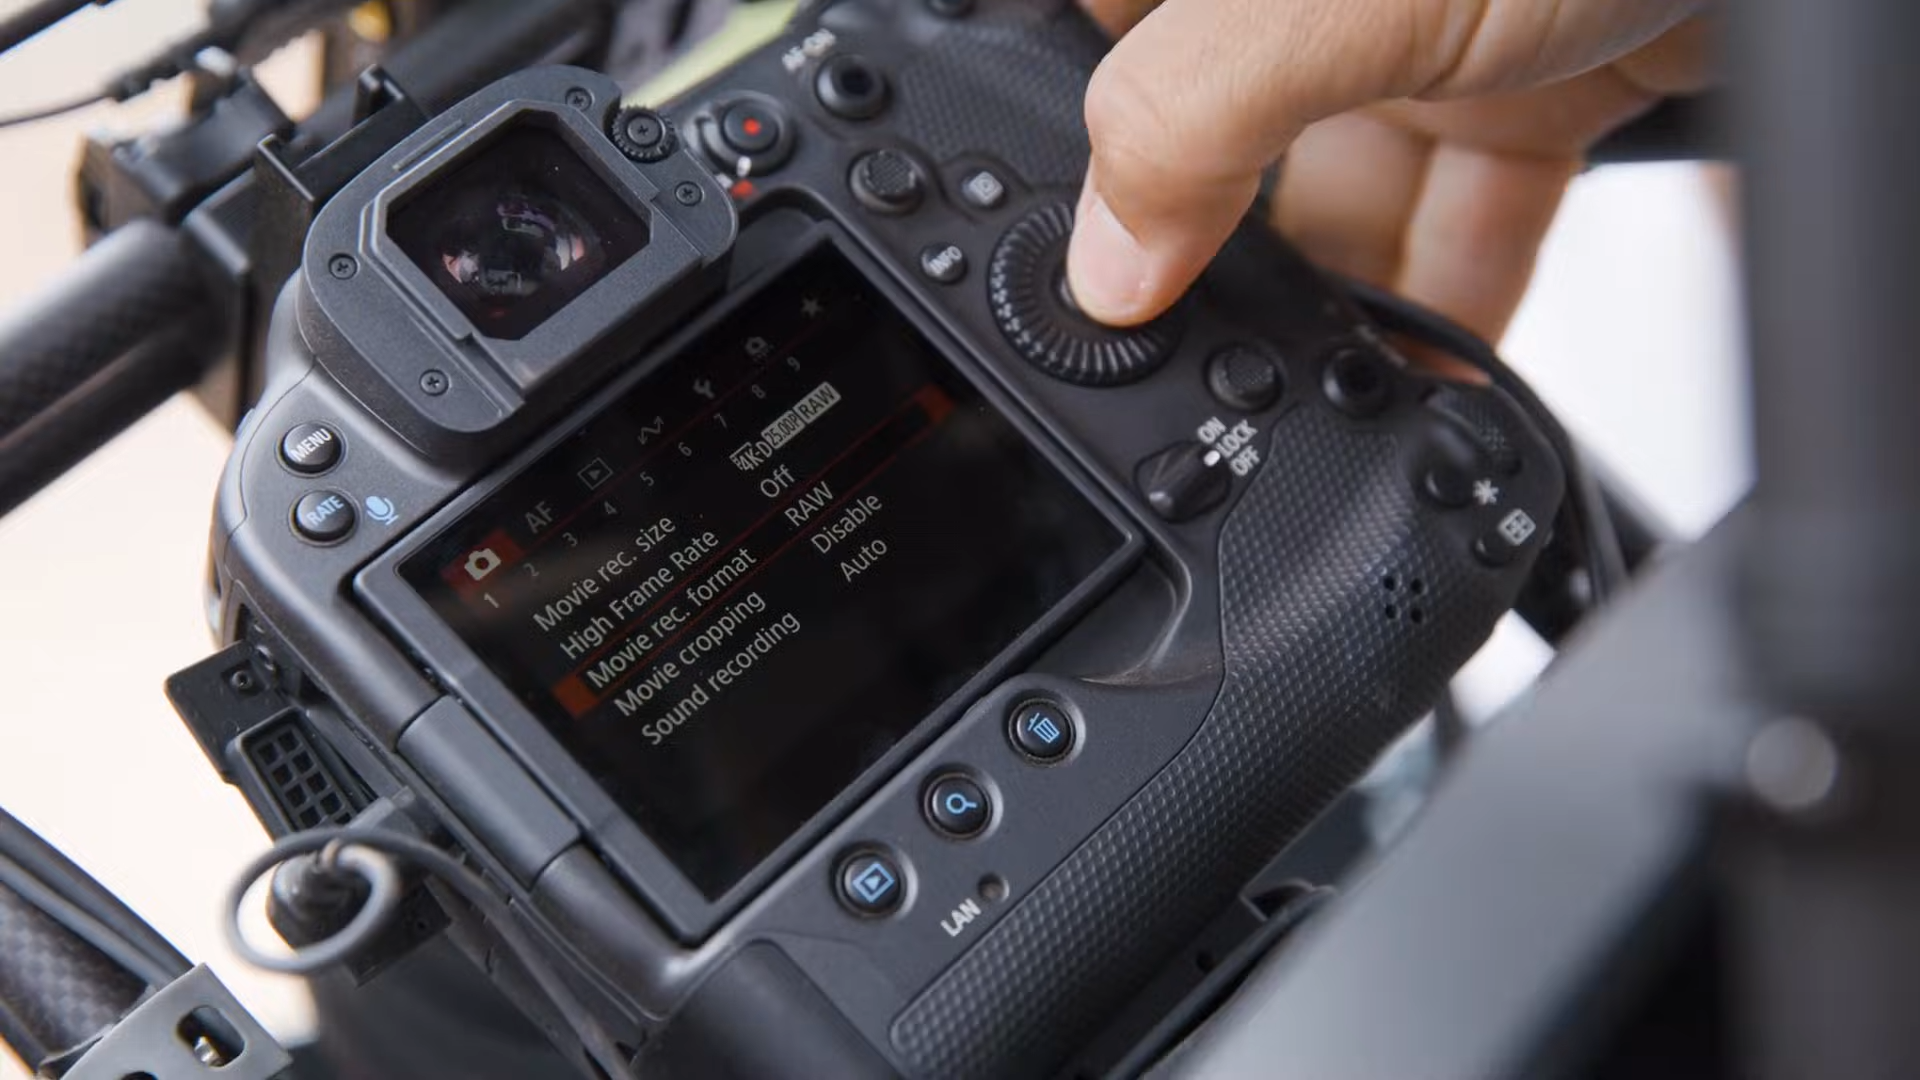 AF-ON
INFO
MENU
RATE
AF
1 2 3 4 5 6 7 8 9
Movie rec. size 4K-D 25.00P RAW
High Frame Rate Off
Movie rec. format RAW
Movie cropping Disable
Sound recording Auto
ON
LOCK
OFF
LAN